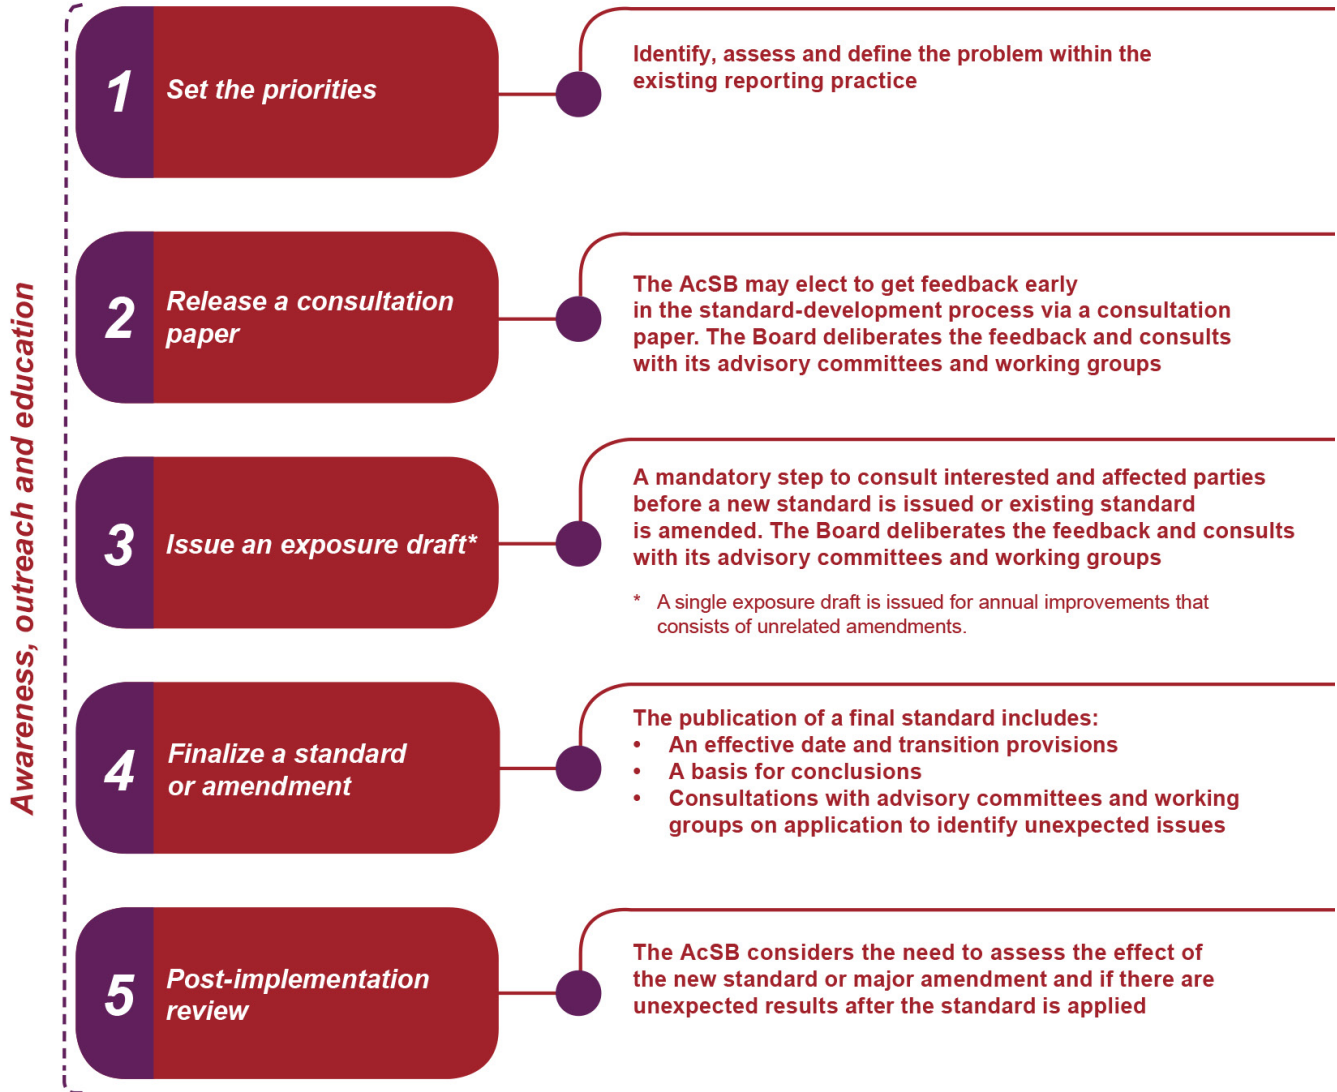 Awareness, outreach and education
1
Set the priorities
Identify, assess and define the problem within the
existing reporting practice
2
Release a consultation
paper
The AcSB may elect to get feedback early
in the standard-development process via a consultation
paper. The Board deliberates the feedback and consults
with its advisory committees and working groups
3
Issue an exposure draft*
A mandatory step to consult interested and affected parties
before a new standard is issued or existing standard
is amended. The Board deliberates the feedback and consults
with its advisory committees and working groups
* A single exposure draft is issued for annual improvements that
consists of unrelated amendments.
4
Finalize a standard
or amendment
The publication of a final standard includes:
• An effective date and transition provisions
• A basis for conclusions
• Consultations with advisory committees and working
groups on application to identify unexpected issues
5
Post-implementation
review
The AcSB considers the need to assess the effect of
the new standard or major amendment and if there are
unexpected results after the standard is applied